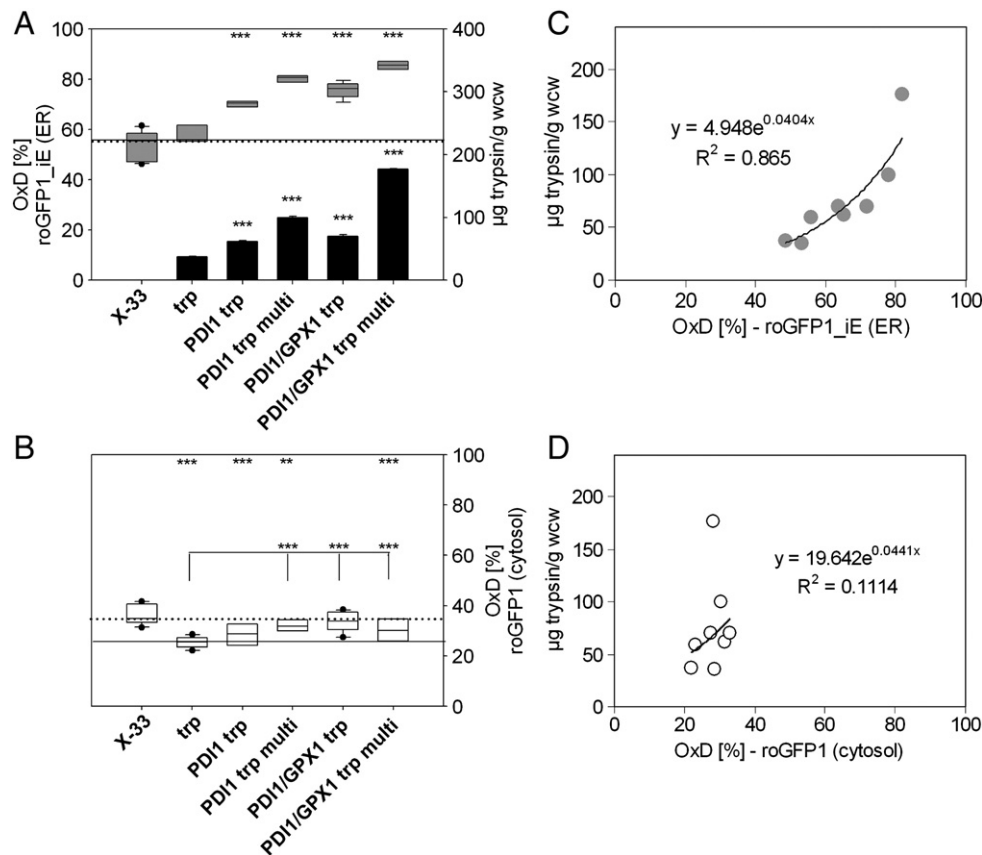 A
100
80
60
40
20
0
OxD [%]
roGFP1_iE (ER)
*** *** *** ***
*** *** *** ***
400
300
200
100
0
µg trypsin/g wcw
X-33
trp
PDI1 trp
PDI1 trp multi
PDI1/GPX1 trp
PDI1/GPX1 trp multi
C
µg trypsin/g wcw
200
150
100
50
0
y = 4.948e^0.0404x
R² = 0.865
0 20 40 60 80 100
OxD [%] - roGFP1_iE (ER)
B
*** *** ** ***
*** *** ***
100
80
60
40
20
0
OxD [%]
roGFP1 (cytosol)
X-33
trp
PDI1 trp
PDI1 trp multi
PDI1/GPX1 trp
PDI1/GPX1 trp multi
D
µg trypsin/g wcw
200
150
100
50
0
y = 19.642e^0.0441x
R² = 0.1114
0 20 40 60 80 100
OxD [%] - roGFP1 (cytosol)